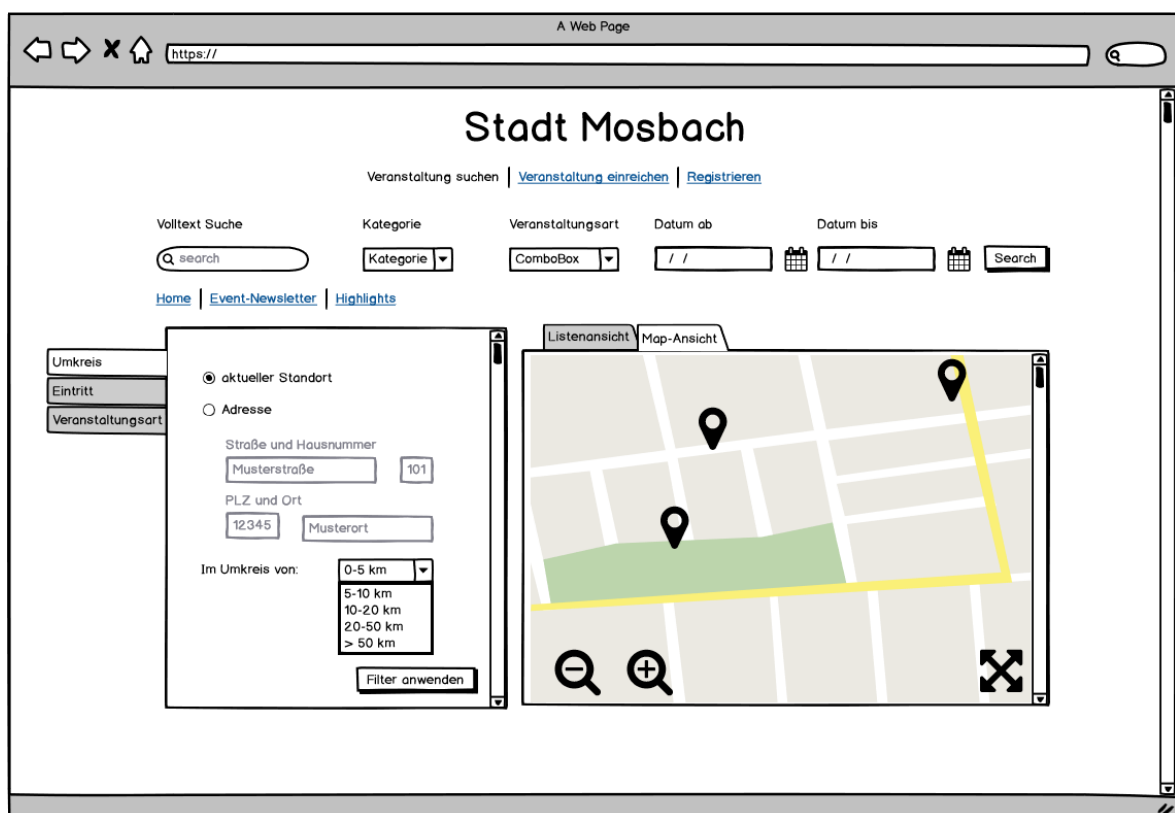 A Web Page
https://
Stadt Mosbach
Veranstaltung suchen | Veranstaltung einreichen | Registrieren
Volltext Suche Kategorie Veranstaltungsart Datum ab Datum bis
search Kategorie ComboBox / / / / Search
Home | Event-Newsletter | Highlights
Umkreis
Eintritt
Veranstaltungsart
aktueller Standort
Adresse
Straße und Hausnummer
Musterstraße 101
PLZ und Ort
12345 Musterort
Im Umkreis von: 0-5 km
5-10 km
10-20 km
20-50 km
> 50 km
Filter anwenden
Listenansicht Map-Ansicht